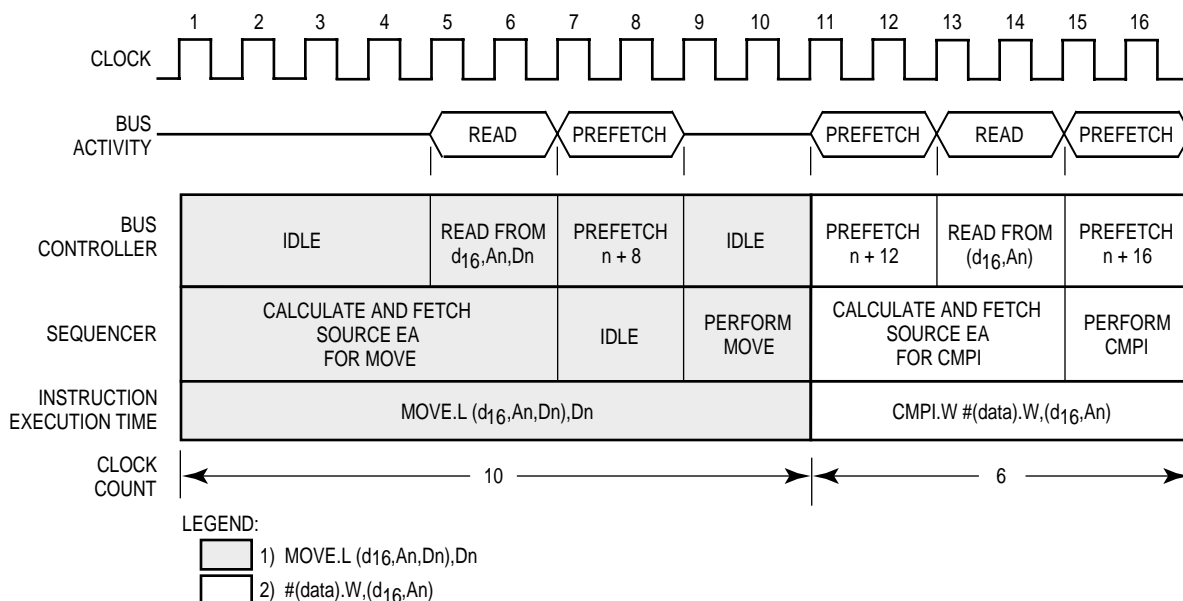 1 2 3 4 5 6 7 8 9 10 11 12 13 14 15 16
CLOCK
BUS
ACTIVITY
READ PREFETCH PREFETCH READ PREFETCH
BUS
CONTROLLER
IDLE
READ FROM
d16,An,Dn
PREFETCH
n + 8
IDLE
PREFETCH
n + 12
READ FROM
(d16,An)
PREFETCH
n + 16
SEQUENCER
CALCULATE AND FETCH
SOURCE EA
FOR MOVE
IDLE
PERFORM
MOVE
CALCULATE AND FETCH
SOURCE EA
FOR CMPI
PERFORM
CMPI
INSTRUCTION
EXECUTION TIME
MOVE.L (d16,An,Dn),Dn
CMPI.W #(data).W,(d16,An)
CLOCK
COUNT
10
6
LEGEND:
1) MOVE.L (d16,An,Dn),Dn
2) #(data).W,(d16,An)